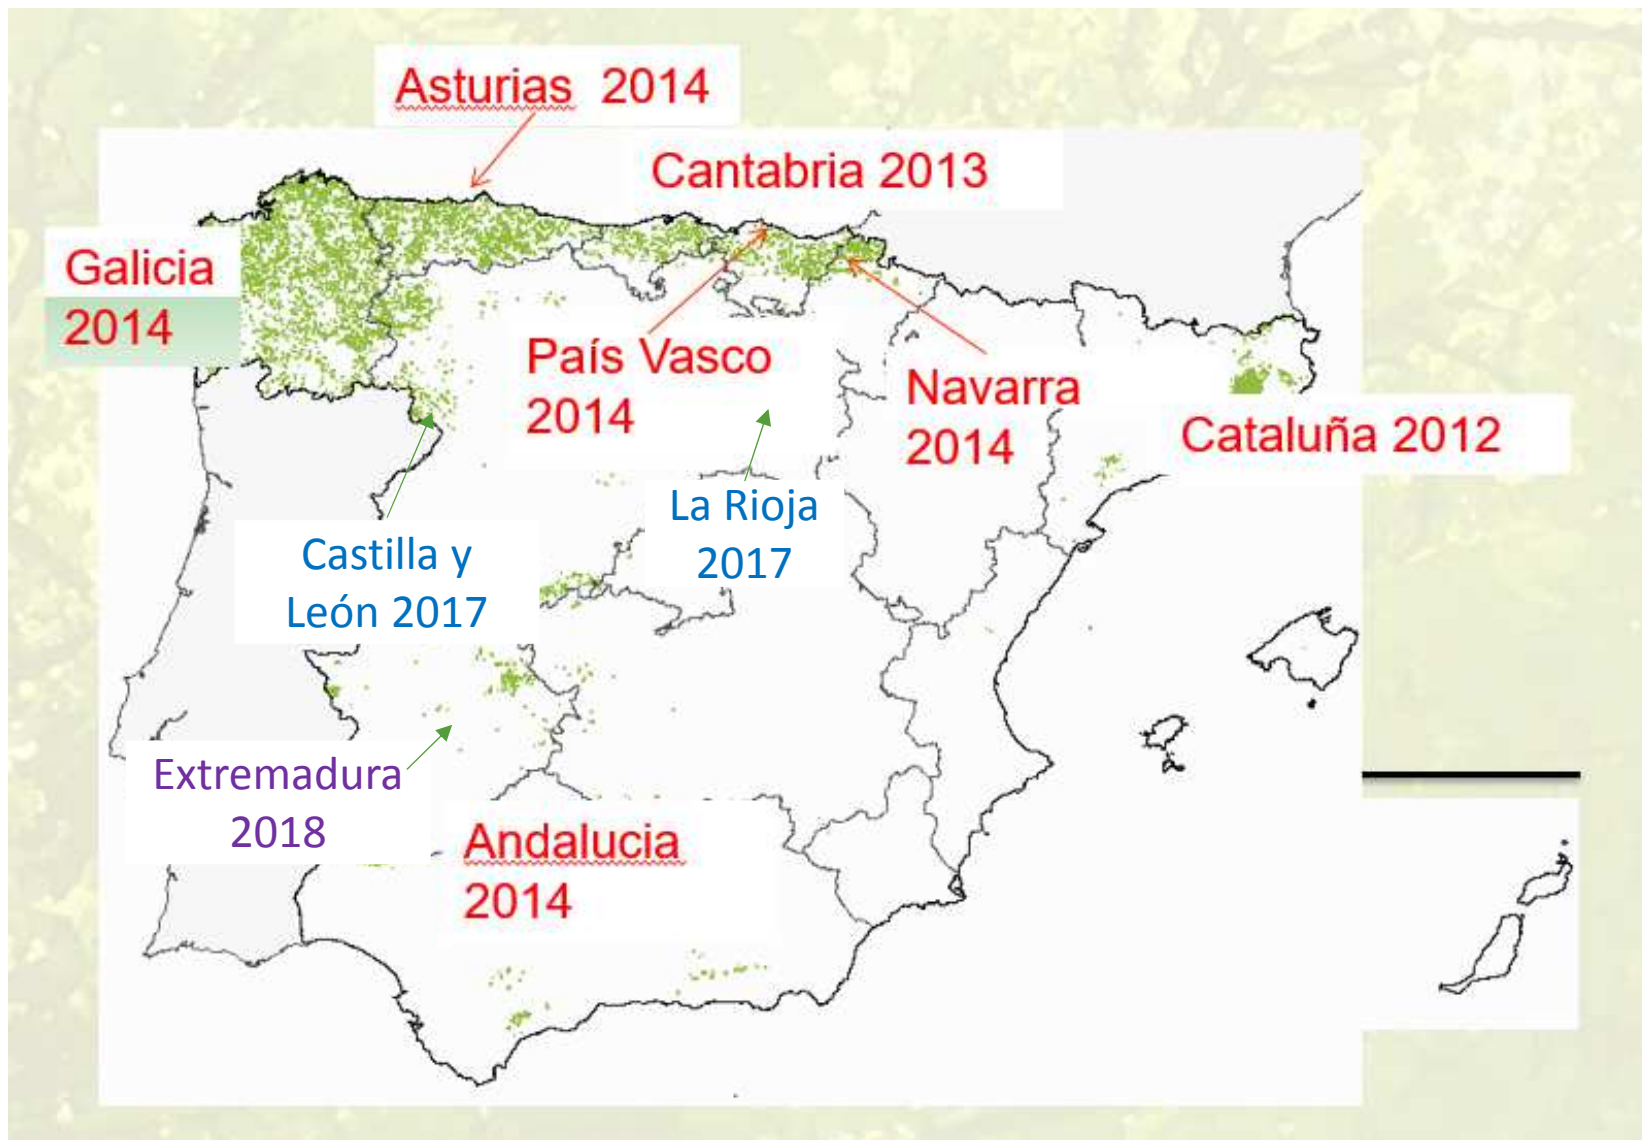 Asturias 2014
Cantabria 2013
Galicia
2014
País Vasco
2014
Navarra
2014
Cataluña 2012
La Rioja
2017
Castilla y
León 2017
Extremadura
2018
Andalucia
2014